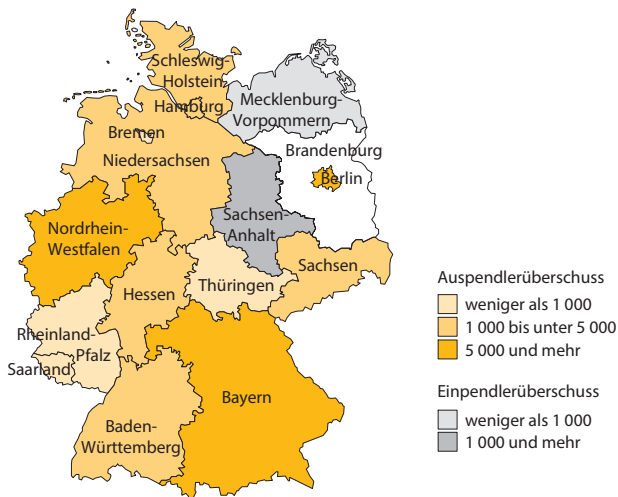 Schleswig-
Holstein
Hamburg
Mecklenburg-
Vorpommern
Bremen
Niedersachsen
Brandenburg
Berlin
Sachsen-
Anhalt
Nordrhein-
Westfalen
Hessen
Thüringen
Sachsen
Rheinland-
Pfalz
Saarland
Bayern
Baden-
Württemberg
Auspendlerüberschuss
weniger als 1 000
1 000 bis unter 5 000
5 000 und mehr
Einpendlerüberschuss
weniger als 1 000
1 000 und mehr